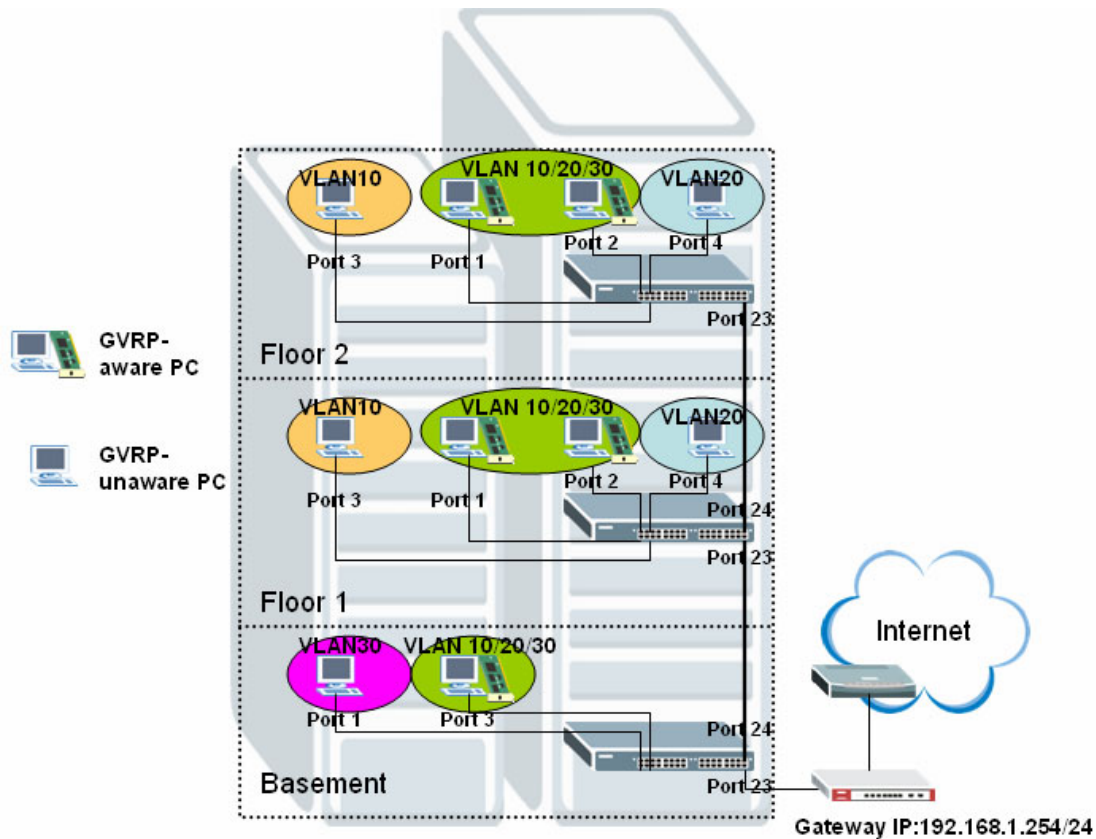 VLAN10
VLAN 10/20/30
VLAN20
Port 3
Port 1
Port 2
Port 4
Port 23
Floor 2
GVRP-
aware PC
GVRP-
unaware PC
VLAN10
VLAN 10/20/30
VLAN20
Port 3
Port 1
Port 2
Port 4
Port 24
Port 23
Floor 1
VLAN30
VLAN 10/20/30
Port 1
Port 3
Port 24
Port 23
Basement
Internet
Gateway IP:192.168.1.254/24